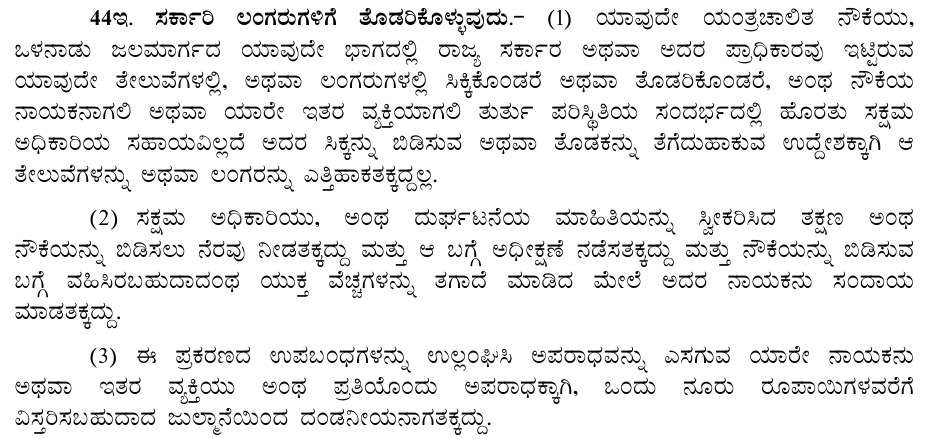 44ಇ. ಸರ್ಕಾರಿ ಲಂಗರುಗಳಿಗೆ ತೊಡರಿಕೊಳ್ಳುವುದು.– (1) ಯಾವುದೇ ಯಂತ್ರಚಾಲಿತ ನೌಕೆಯು,
ಒಳನಾಡು ಜಲಮಾರ್ಗದ ಯಾವುದೇ ಭಾಗದಲ್ಲಿ ರಾಜ್ಯ ಸರ್ಕಾರ ಅಥವಾ ಅದರ ಪ್ರಾಧಿಕಾರವು ಇಟ್ಟಿರುವ
ಯಾವುದೇ ತೇಲುವೆಗಳಲ್ಲಿ, ಅಥವಾ ಲಂಗರುಗಳಲ್ಲಿ ಸಿಕ್ಕಿಕೊಂಡರೆ ಅಥವಾ ತೊಡರಿಕೊಂಡರೆ, ಅಂಥ ನೌಕೆಯ
ನಾಯಕನಾಗಲಿ ಅಥವಾ ಯಾರೇ ಇತರ ವ್ಯಕ್ತಿಯಾಗಲಿ ತುರ್ತು ಪರಿಸ್ಥಿತಿಯ ಸಂದರ್ಭದಲ್ಲಿ ಹೊರತು ಸಕ್ಷಮ
ಅಧಿಕಾರಿಯ ಸಹಾಯವಿಲ್ಲದೆ ಅದರ ಸಿಕ್ಕನ್ನು ಬಿಡಿಸುವ ಅಥವಾ ತೊಡಕನ್ನು ತೆಗೆದುಹಾಕುವ ಉದ್ದೇಶಕ್ಕಾಗಿ ಆ
ತೇಲುವೆಗಳನ್ನು ಅಥವಾ ಲಂಗರನ್ನು ಎತ್ತಿಹಾಕತಕ್ಕದ್ದಲ್ಲ.
(2) ಸಕ್ಷಮ ಅಧಿಕಾರಿಯು, ಅಂಥ ದುರ್ಘಟನೆಯ ಮಾಹಿತಿಯನ್ನು ಸ್ವೀಕರಿಸಿದ ತಕ್ಷಣ ಅಂಥ
ನೌಕೆಯನ್ನು ಬಿಡಿಸಲು ನೆರವು ನೀಡತಕ್ಕದ್ದು ಮತ್ತು ಆ ಬಗ್ಗೆ ಅಧೀಕ್ಷಣೆ ನಡೆಸತಕ್ಕದ್ದು ಮತ್ತು ನೌಕೆಯನ್ನು ಬಿಡಿಸುವ
ಬಗ್ಗೆ ವಹಿಸಿರಬಹುದಾದಂಥ ಯುಕ್ತ ವೆಚ್ಚಗಳನ್ನು ತಗಾದೆ ಮಾಡಿದ ಮೇಲೆ ಅದರ ನಾಯಕನು ಸಂದಾಯ
ಮಾಡತಕ್ಕದ್ದು.
(3) ಈ ಪ್ರಕರಣದ ಉಪಬಂಧಗಳನ್ನು ಉಲ್ಲಂಘಿಸಿ ಅಪರಾಧವನ್ನು ಎಸಗುವ ಯಾರೇ ನಾಯಕನು
ಅಥವಾ ಇತರ ವ್ಯಕ್ತಿಯು ಅಂಥ ಪ್ರತಿಯೊಂದು ಅಪರಾಧಕ್ಕಾಗಿ, ಒಂದು ನೂರು ರೂಪಾಯಿಗಳವರೆಗೆ
ವಿಸ್ತರಿಸಬಹುದಾದ ಜುಲ್ಮಾನೆಯಿಂದ ದಂಡನೀಯನಾಗತಕ್ಕದ್ದು.